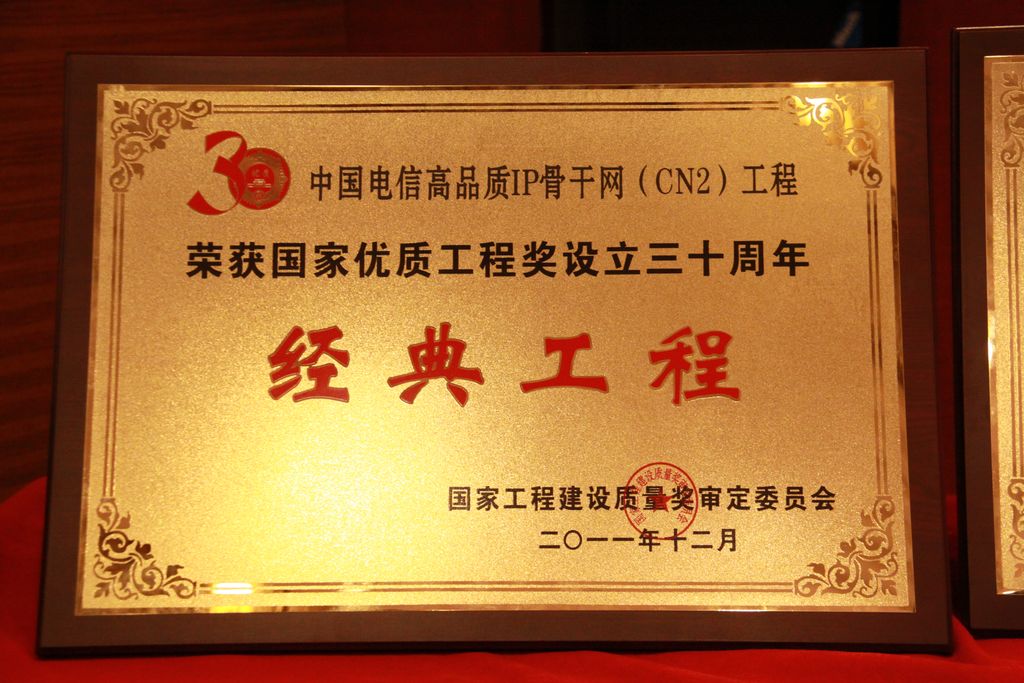 30
中国电信高品质IP骨干网（CN2）工程
荣获国家优质工程奖设立三十周年
经典工程
国家工程建设质量奖审定委员会
二〇一一年十二月